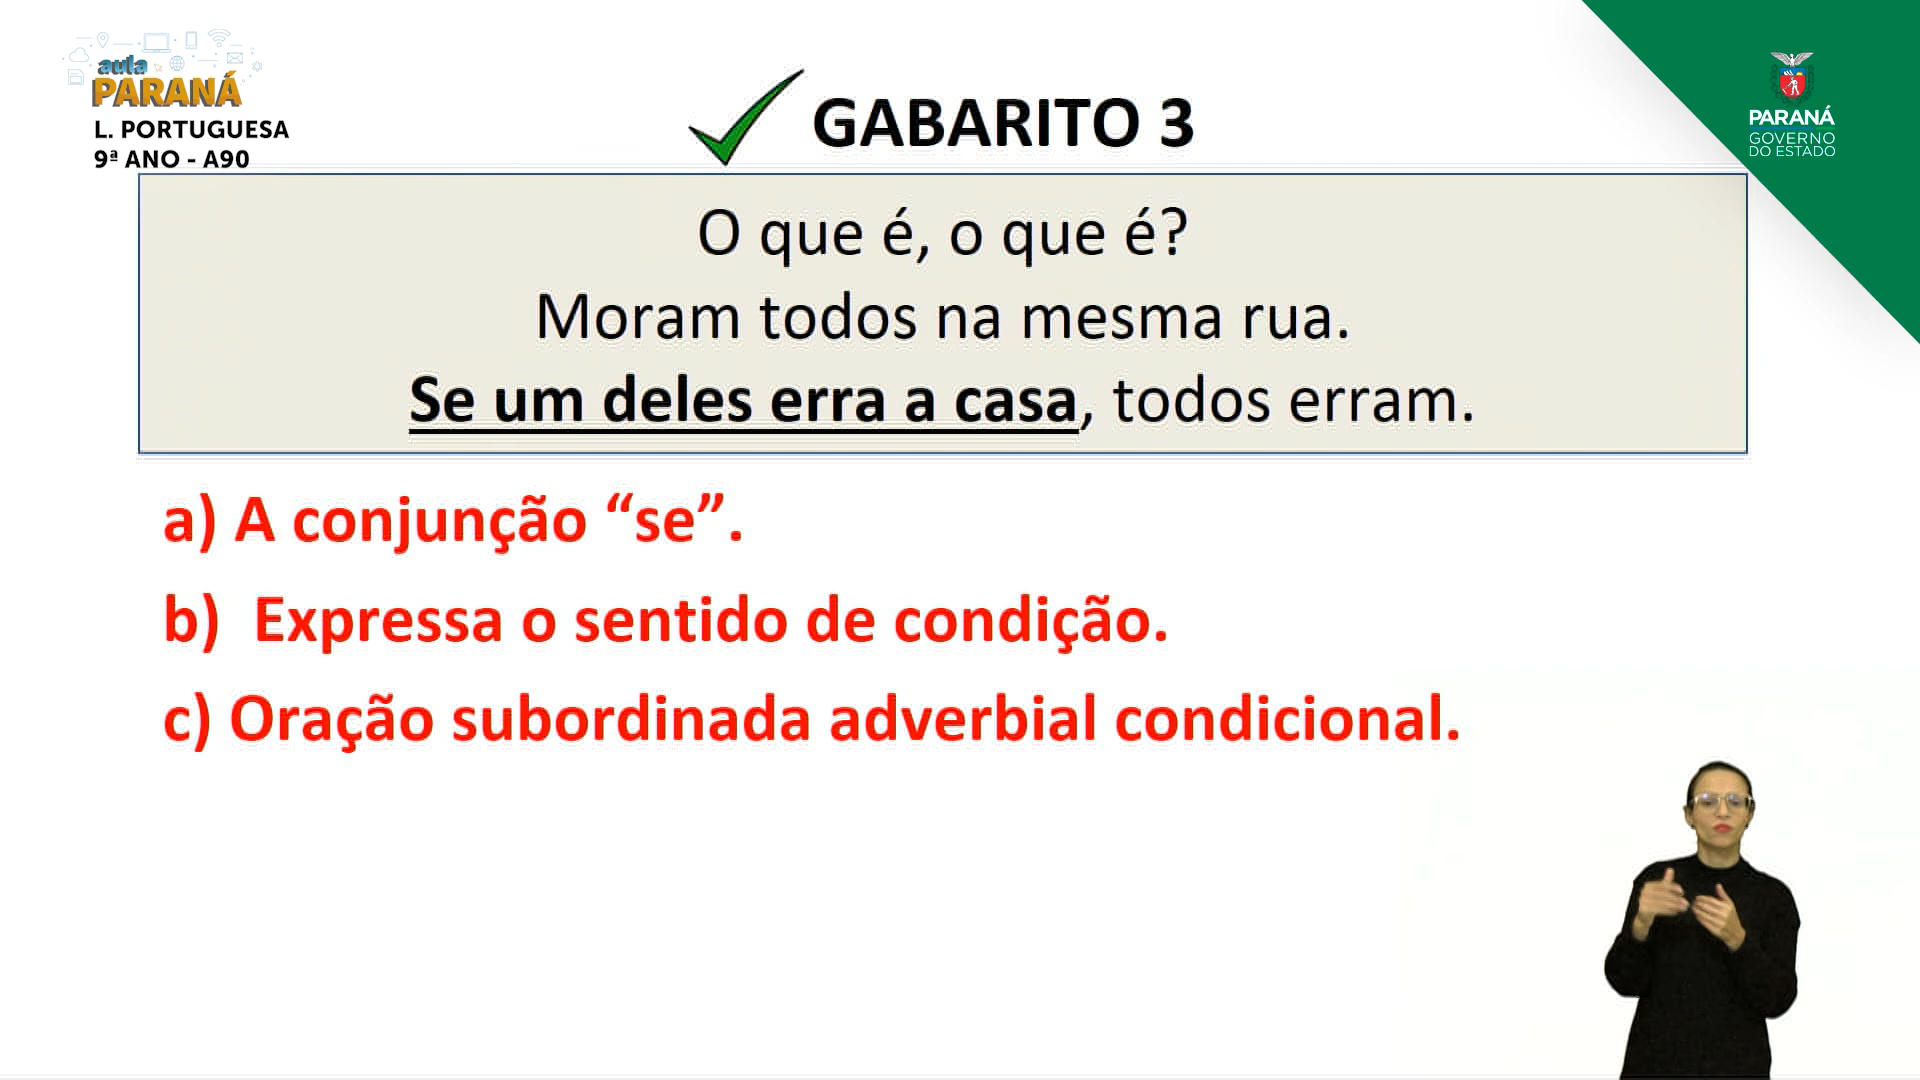 aula
PARANÁ
L. PORTUGUESA
9ª ANO - A90
GABARITO 3
PARANÁ
GOVERNO
DO ESTADO
O que é, o que é?
Moram todos na mesma rua.
Se um deles erra a casa, todos erram.
a) A conjunção “se”.
b) Expressa o sentido de condição.
c) Oração subordinada adverbial condicional.